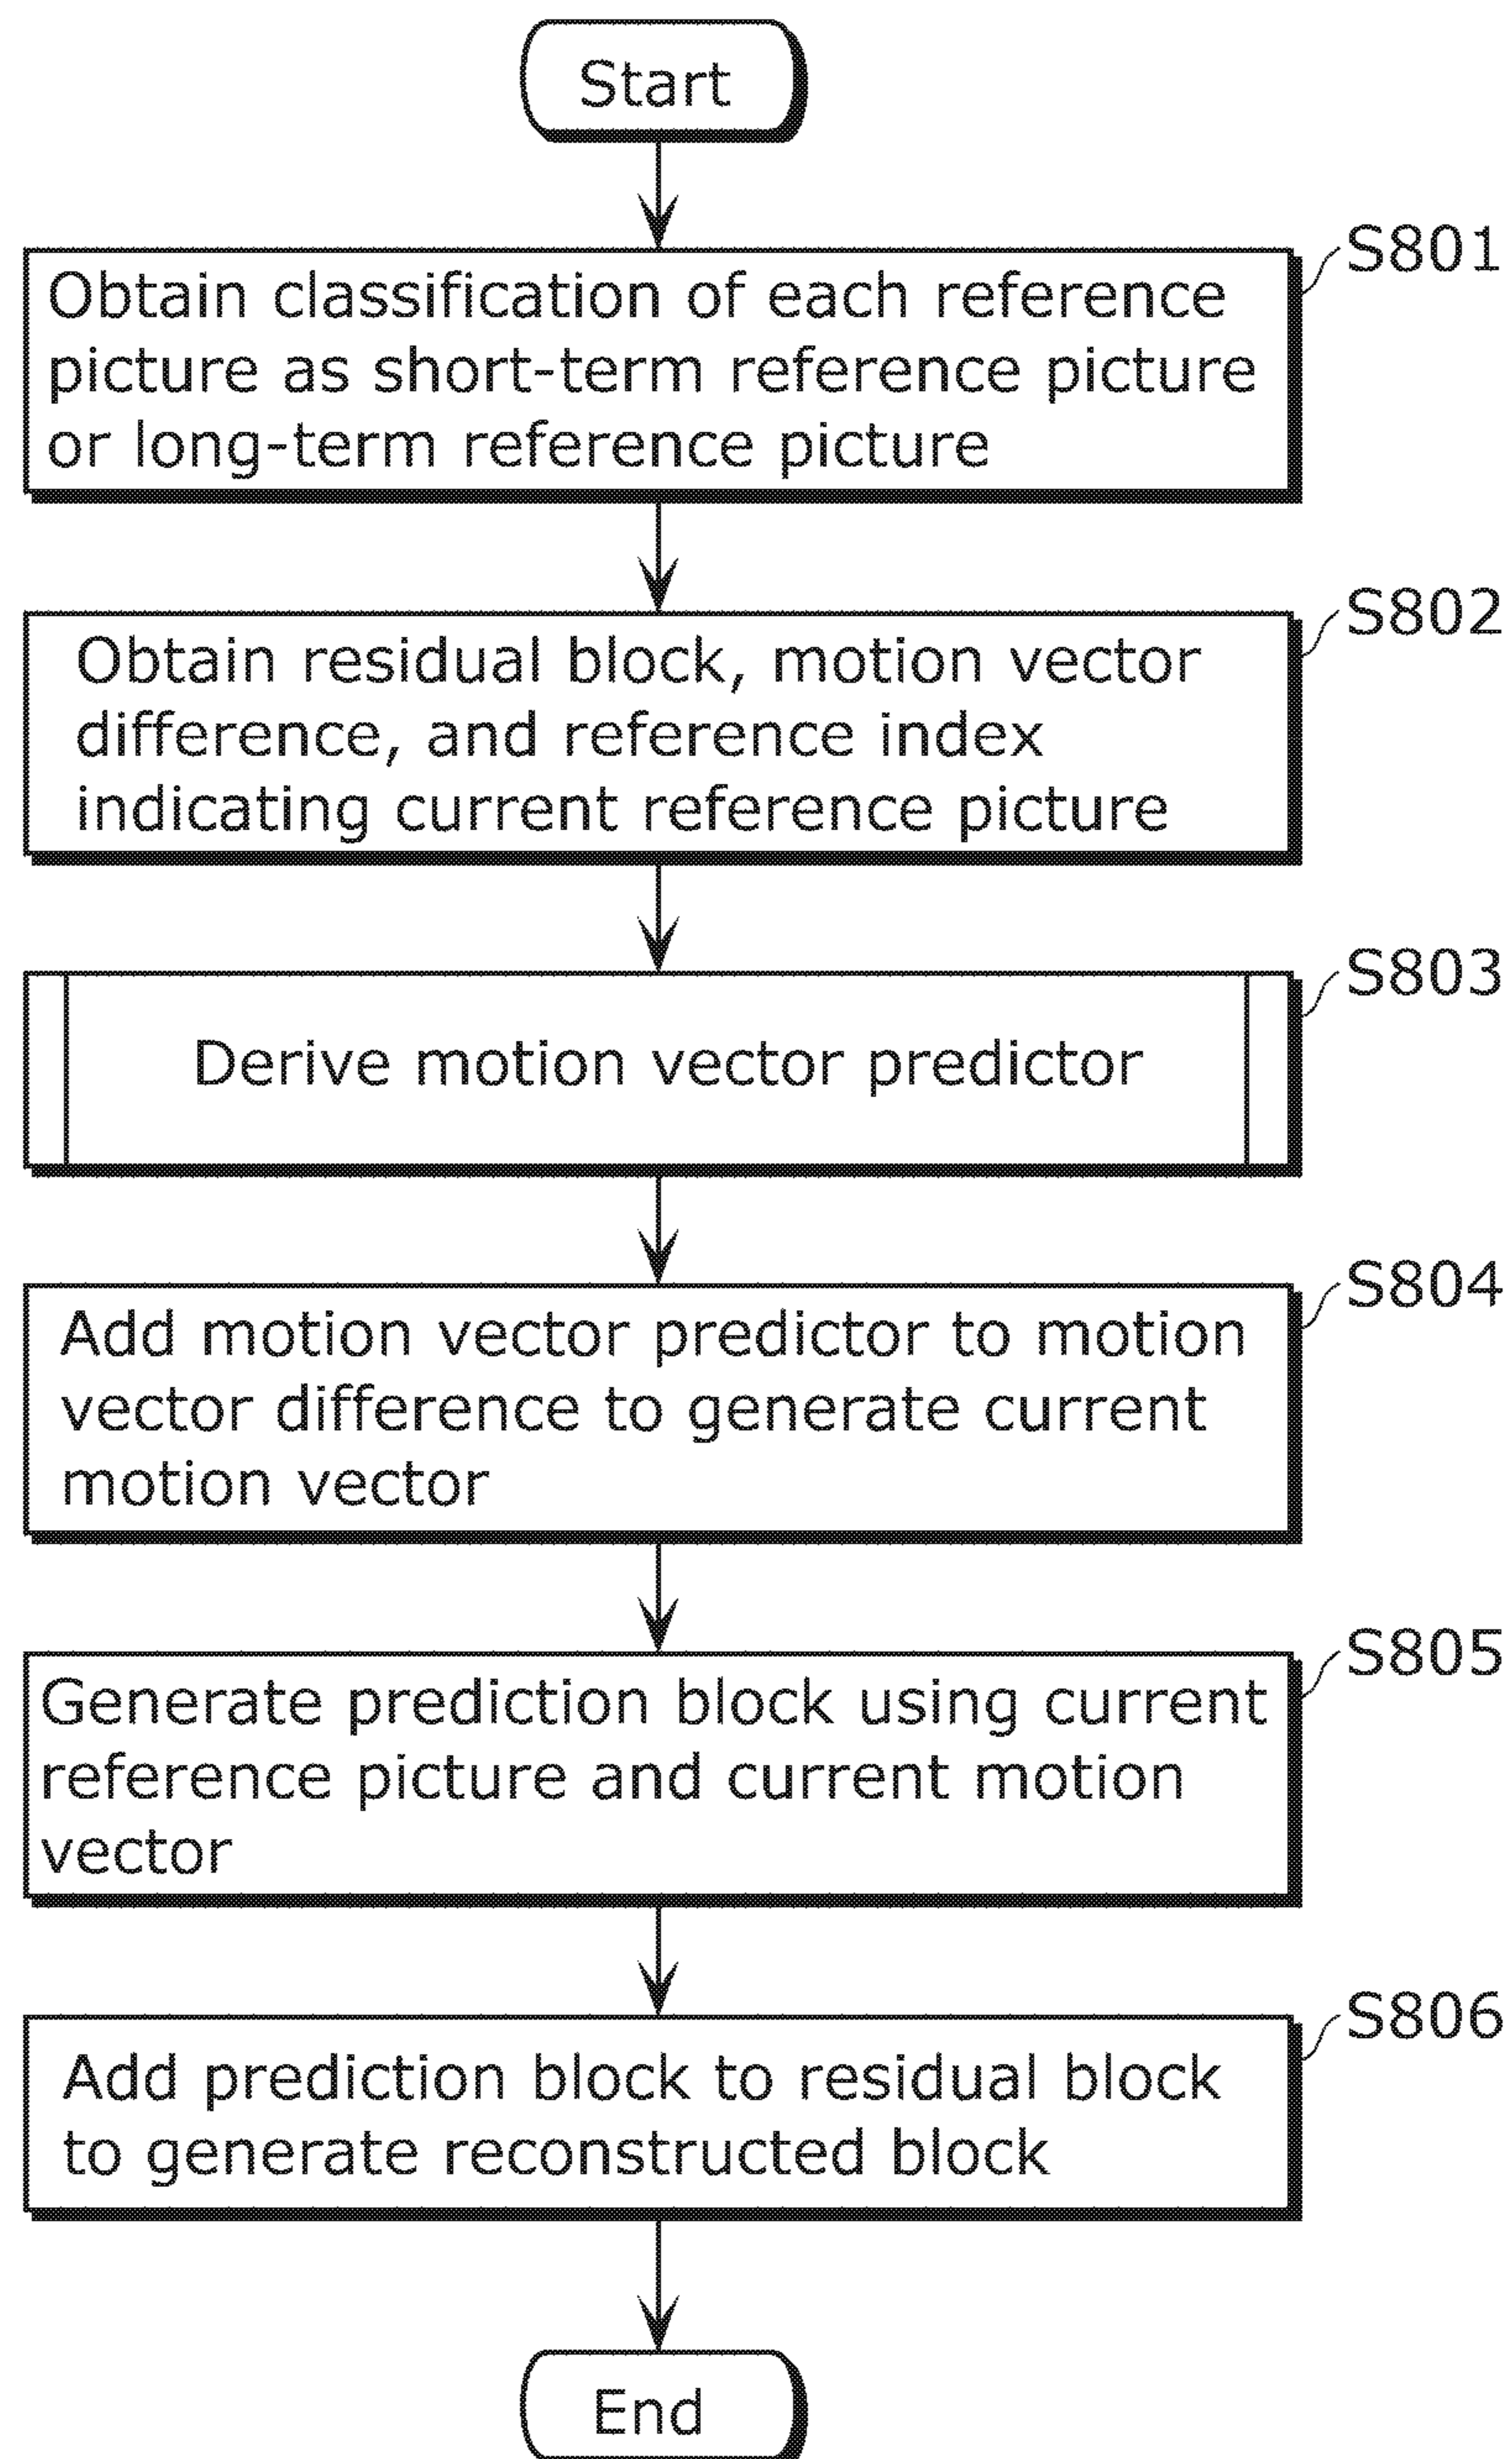 Start
S801
Obtain classification of each reference
picture as short-term reference picture
or long-term reference picture
S802
Obtain residual block, motion vector
difference, and reference index
indicating current reference picture
S803
Derive motion vector predictor
S804
Add motion vector predictor to motion
vector difference to generate current
motion vector
S805
Generate prediction block using current
reference picture and current motion
vector
S806
Add prediction block to residual block
to generate reconstructed block
End